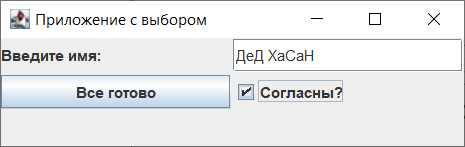 Приложение с выбором
Введите имя: ДеД ХаСаН
Все готово Согласны?